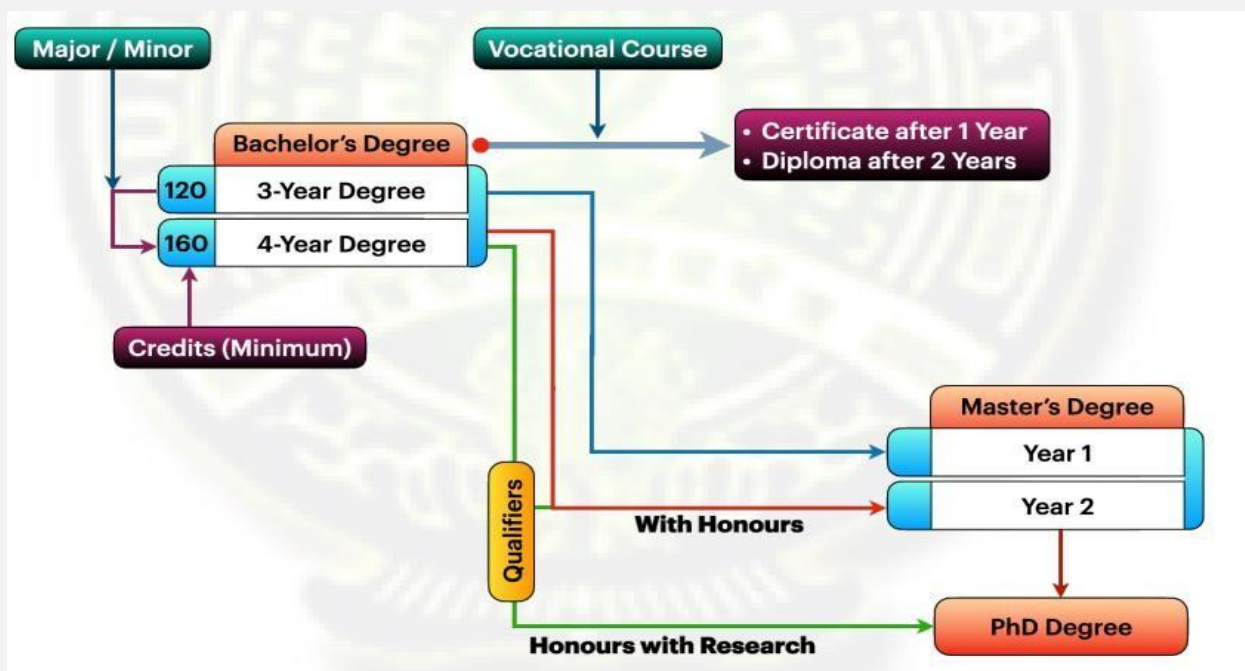 Major / Minor
Vocational Course
Bachelor's Degree
• Certificate after 1 Year
• Diploma after 2 Years
120
3-Year Degree
160
4-Year Degree
Credits (Minimum)
Master's Degree
Year 1
Year 2
Qualifiers
With Honours
Honours with Research
PhD Degree